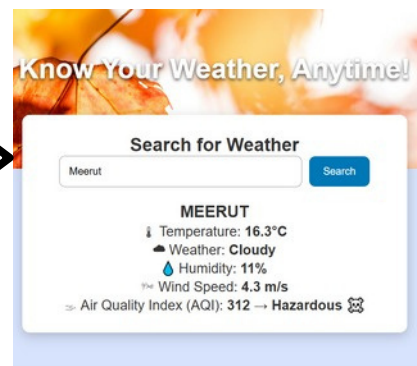 Know Your Weather, Anytime!
Search for Weather
Meerut Search
MEERUT
🌡 Temperature: 16.3°C
☁ Weather: Cloudy
💧 Humidity: 11%
🌬 Wind Speed: 4.3 m/s
🌫 Air Quality Index (AQI): 312 → Hazardous ☠